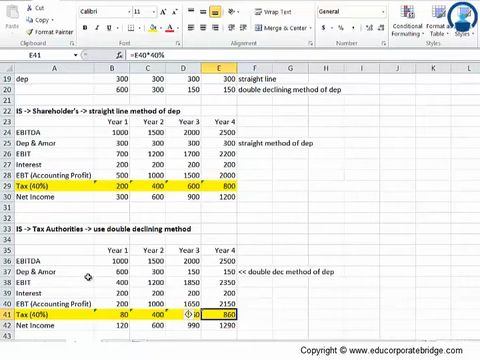 Cut
Copy
Format Painter
Calibri 11 A A
B I U
Wrap Text
Merge & Center
General
$ % ,
Conditional Formatting
Format as Table
E41 fx =E40*40%
A B C D E F G H I J K L
19 dep 300 300 300 300 straight line
20 600 300 150 150 double declining method of dep
21
22 IS -> Shareholder's -> straight line method of dep
23 Year 1 Year 2 Year 3 Year 4
24 EBITDA 1000 1500 2000 2500
25 Dep & Amor 300 300 300 300 straight method of dep
26 EBIT 700 1200 1700 2200
27 Interest 200 200 200 200
28 EBT (Accounting Profit) 500 1000 1500 2000
29 Tax (40%) 200 400 600 800
30 Net Income 300 600 900 1200
31
32
33 IS -> Tax Authorities -> use double declining method
34
35 Year 1 Year 2 Year 3 Year 4
36 EBITDA 1000 1500 2000 2500
37 Dep & Amor 600 300 150 150 << double dec method of dep
38 EBIT 400 1200 1850 2350
39 Interest 200 200 200 200
40 EBT (Accounting Profit) 200 1000 1650 2150
41 Tax (40%) 80 400 860
42 Net Income 120 600 990 1290
43
Copyright © www.educorporatebridge.com